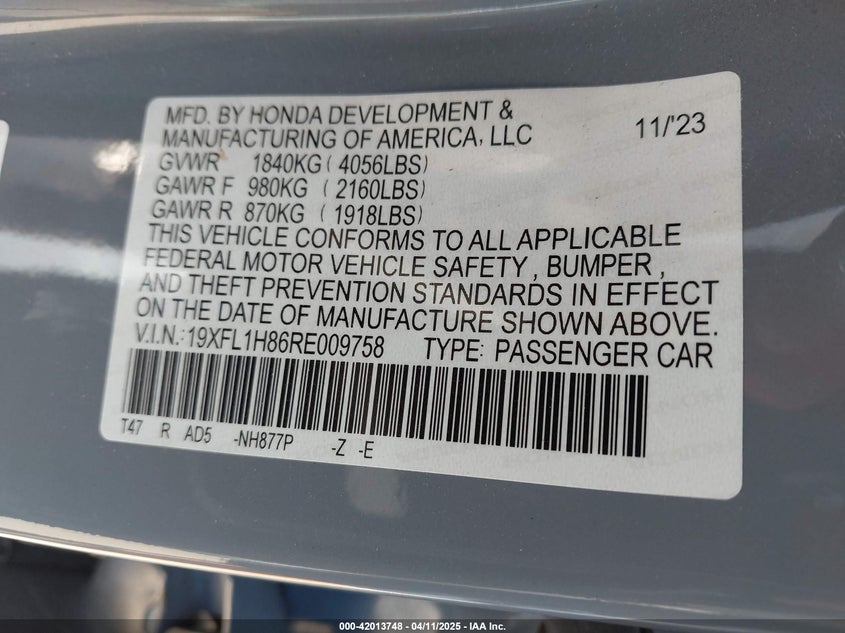 MFD. BY HONDA DEVELOPMENT &
MANUFACTURING OF AMERICA, LLC 11/'23
GVWR 1840KG ( 4056LBS)
GAWR F 980KG ( 2160LBS)
GAWR R 870KG ( 1918LBS)
THIS VEHICLE CONFORMS TO ALL APPLICABLE
FEDERAL MOTOR VEHICLE SAFETY , BUMPER ,
AND THEFT PREVENTION STANDARDS IN EFFECT
ON THE DATE OF MANUFACTURE SHOWN ABOVE.
V.I.N.:19XFL1H86RE009758 TYPE: PASSENGER CAR
T47 R AD5 -NH877P -Z -E
000-42013748 - 04/11/2025 - IAA Inc.